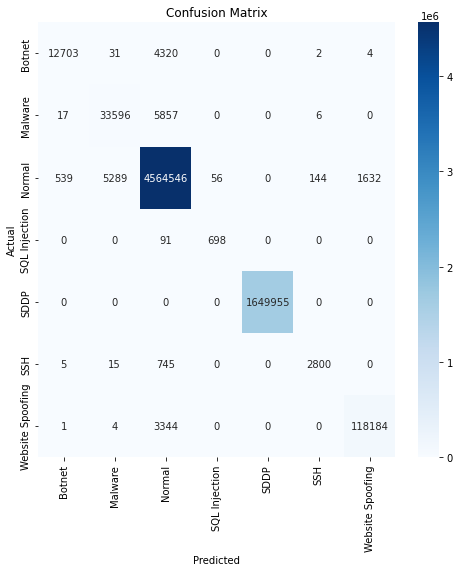 Confusion Matrix
1e6
Botnet 12703 31 4320 0 0 2 4
Malware 17 33596 5857 0 0 6 0
Normal 539 5289 4564546 56 0 144 1632
SQL Injection 0 0 91 698 0 0 0
SDDP 0 0 0 0 1649955 0 0
SSH 5 15 745 0 0 2800 0
Website Spoofing 1 4 3344 0 0 0 118184
Actual
Botnet Malware Normal SQL Injection SDDP SSH Website Spoofing
Predicted
4
3
2
1
0